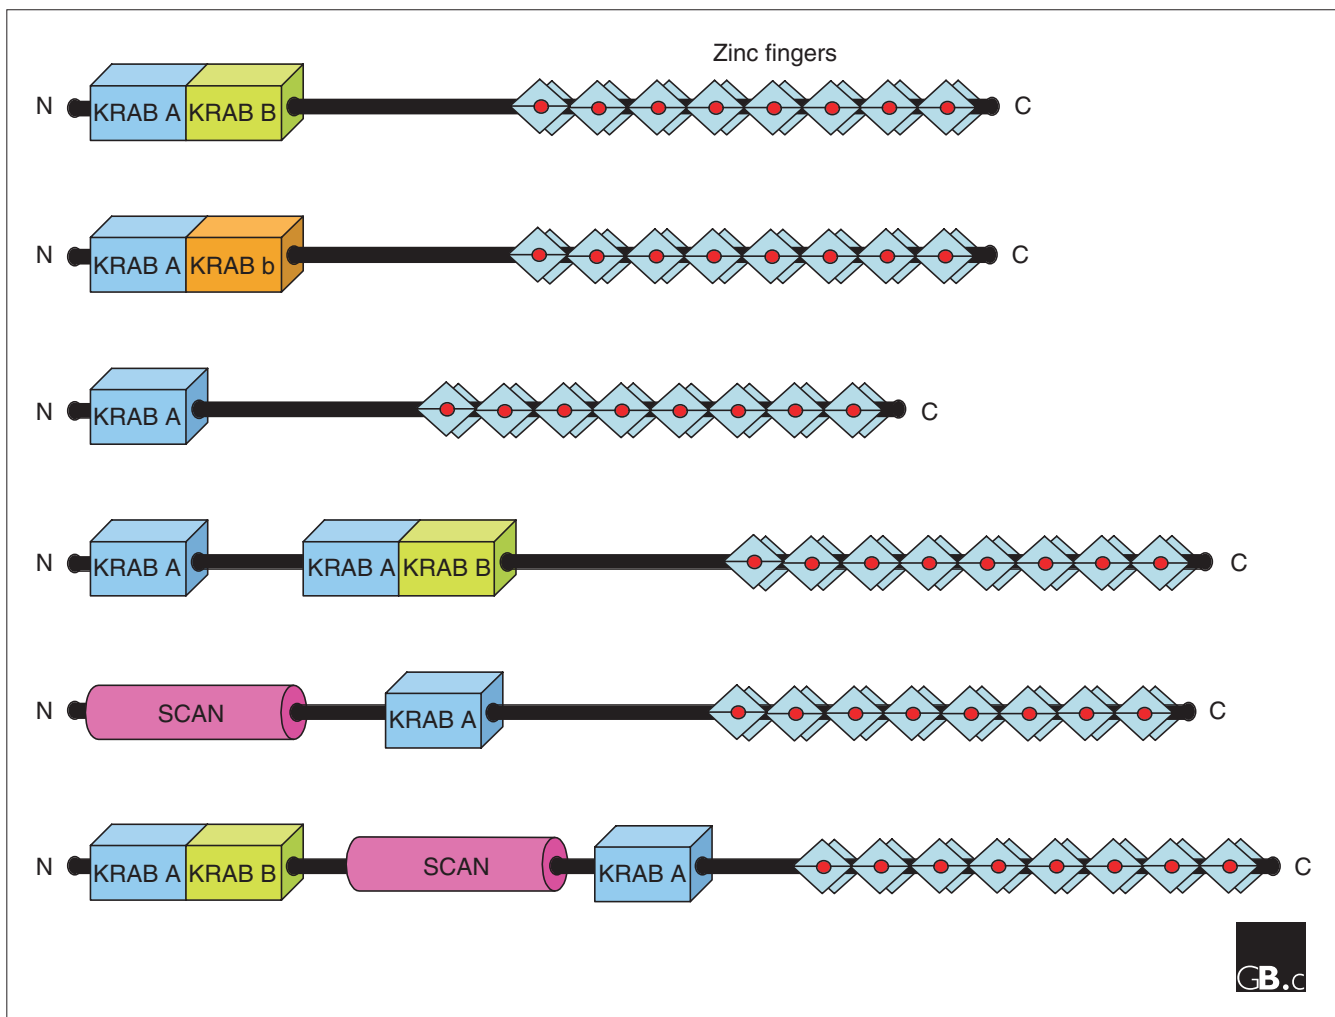 Zinc fingers
N KRAB A KRAB B C
N KRAB A KRAB b C
N KRAB A C
N KRAB A KRAB A KRAB B C
N SCAN KRAB A C
N KRAB A KRAB B SCAN KRAB A C
GB.c